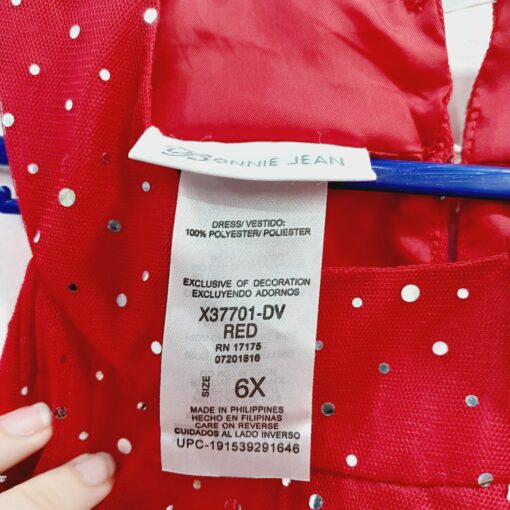 BONNIE JEAN
DRESS/ VESTIDO:
100% POLYESTER/ POLIESTER
EXCLUSIVE OF DECORATION
EXCLUYENDO ADORNOS
X37701-DV
RED
RN 17175
07201816
SIZE 6X
MADE IN PHILIPPINES
HECHO EN FILIPINAS
CARE ON REVERSE
CUIDADOS AL LADO INVERSO
UPC-191539291646